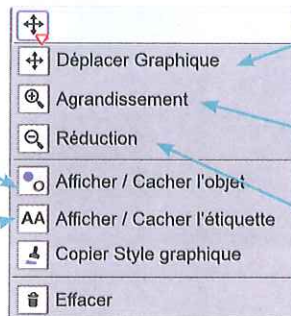 Déplacer Graphique
Agrandissement
Réduction
Afficher / Cacher l'objet
AA Afficher / Cacher l'étiquette
Copier Style graphique
Effacer